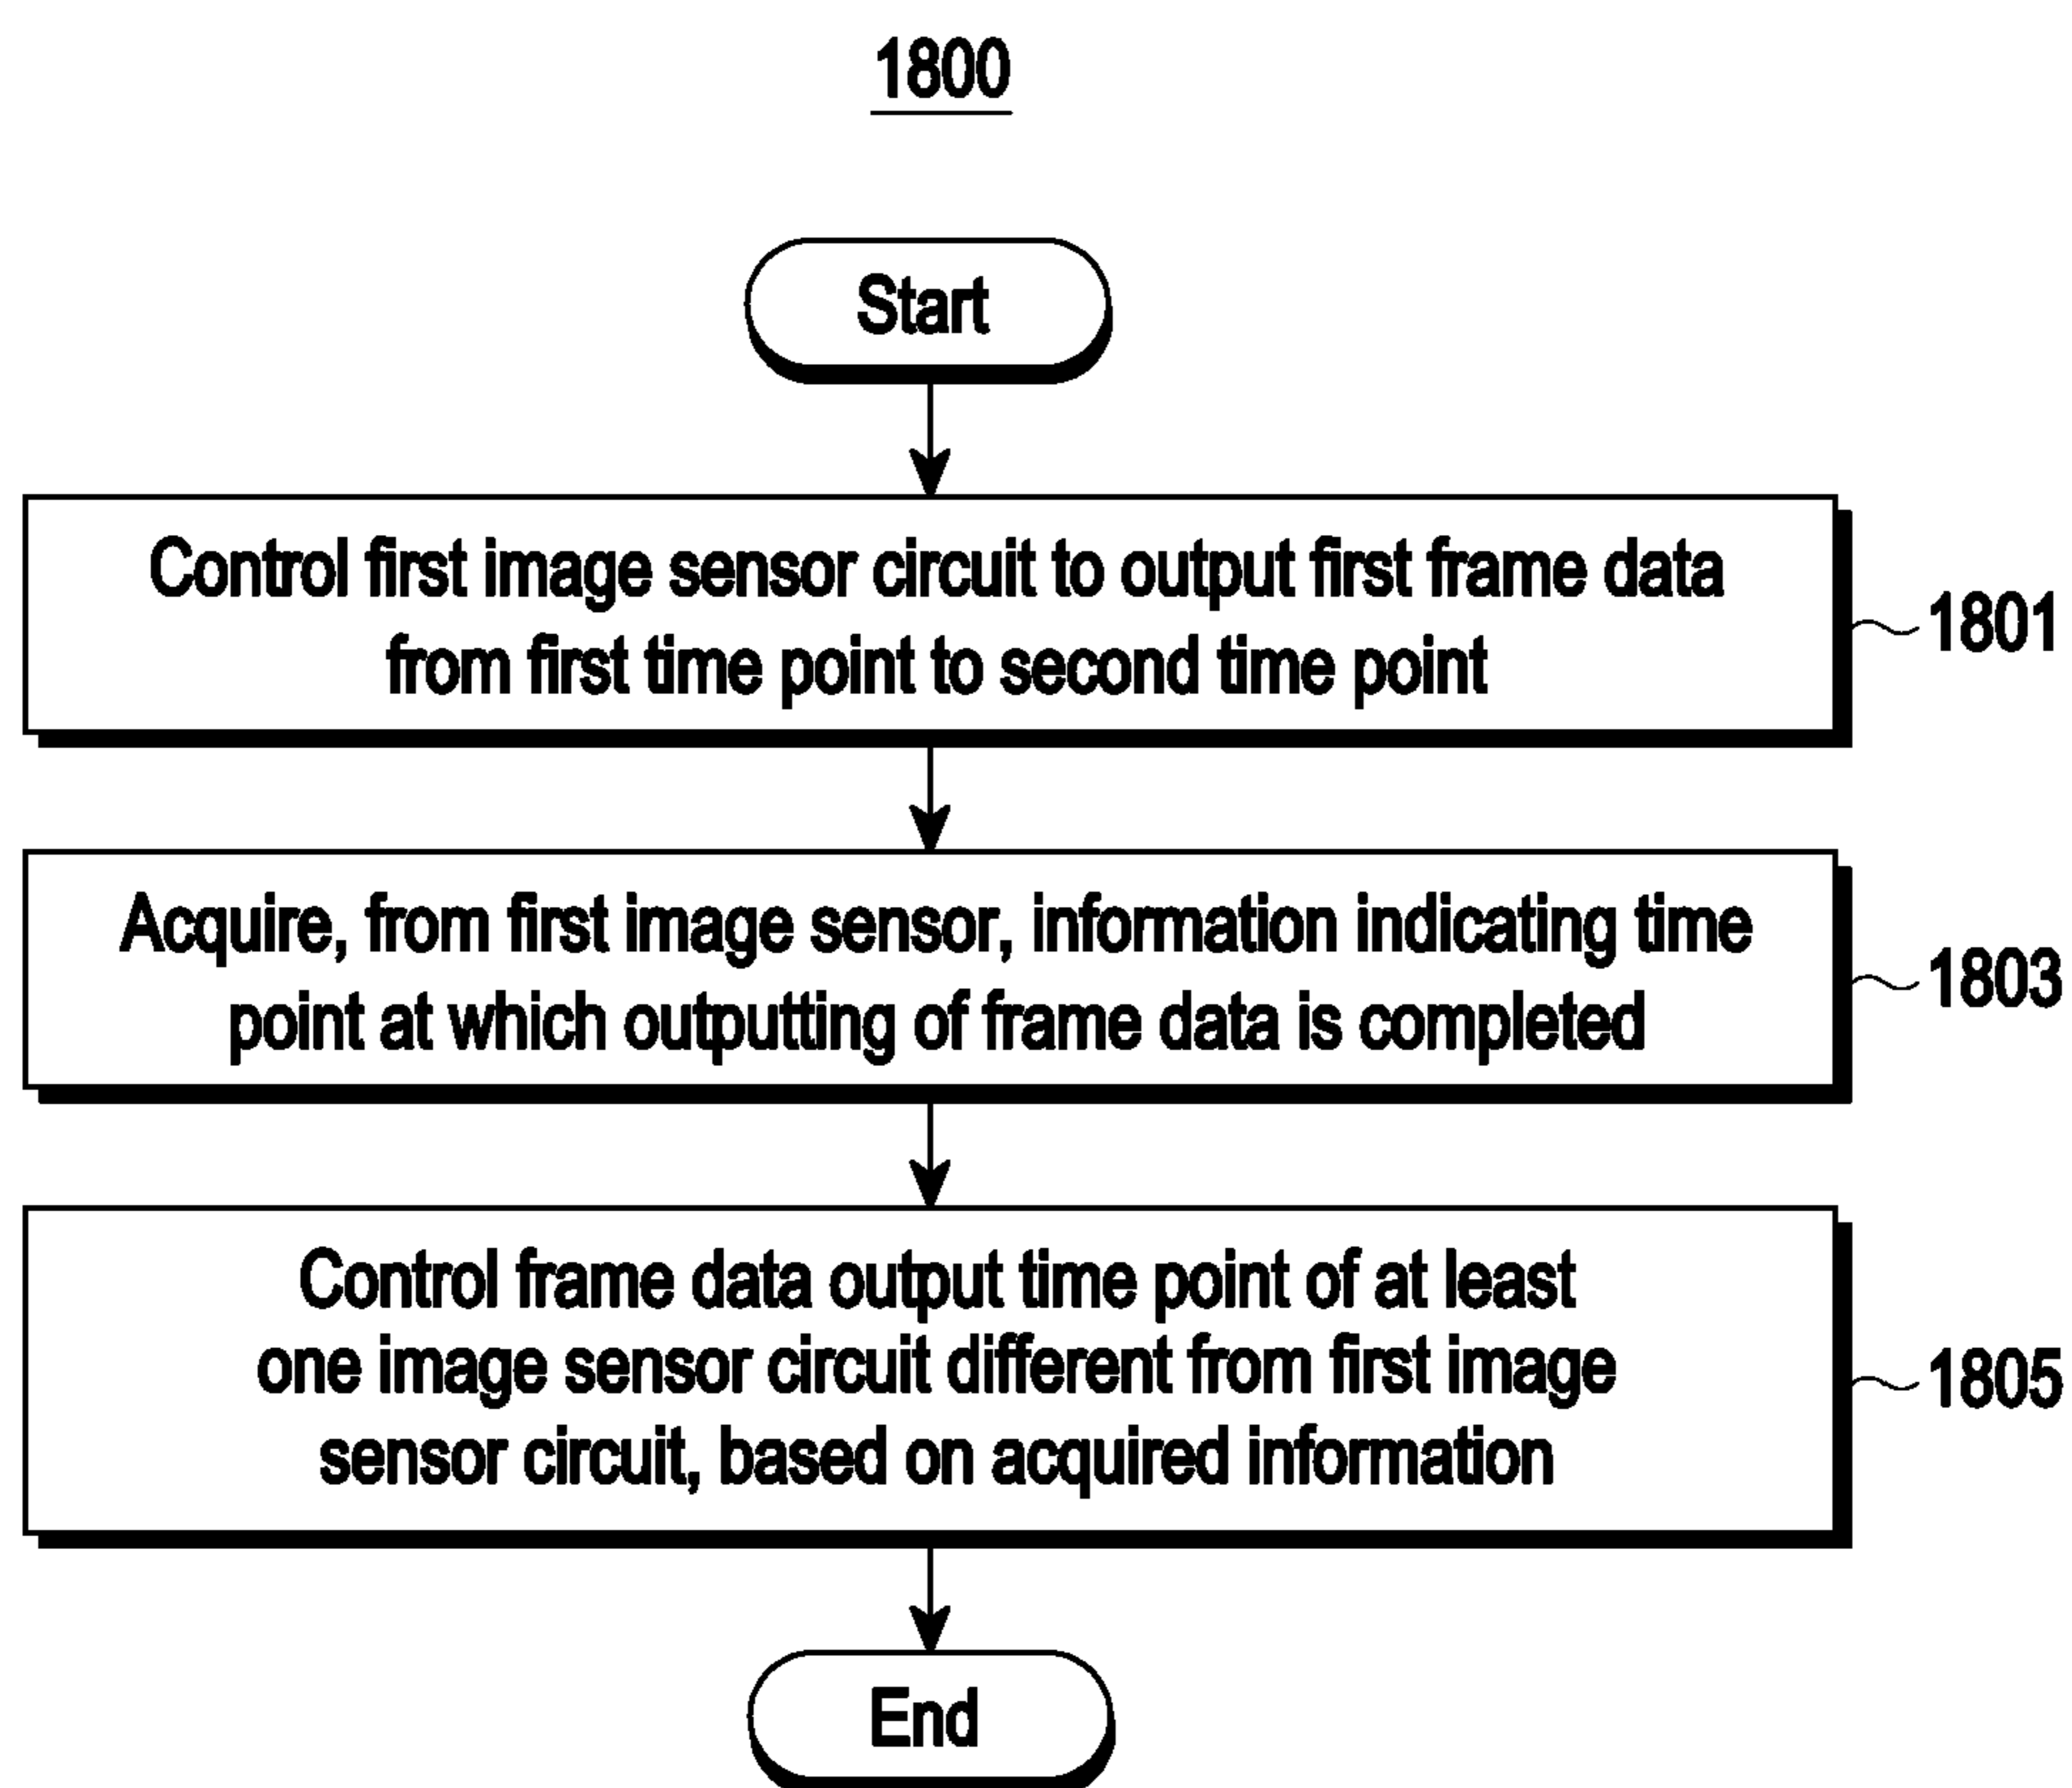 1800
Start
Control first image sensor circuit to output first frame data
from first time point to second time point
1801
Acquire, from first image sensor, information indicating time
point at which outputting of frame data is completed
1803
Control frame data output time point of at least
one image sensor circuit different from first image
sensor circuit, based on acquired information
1805
End